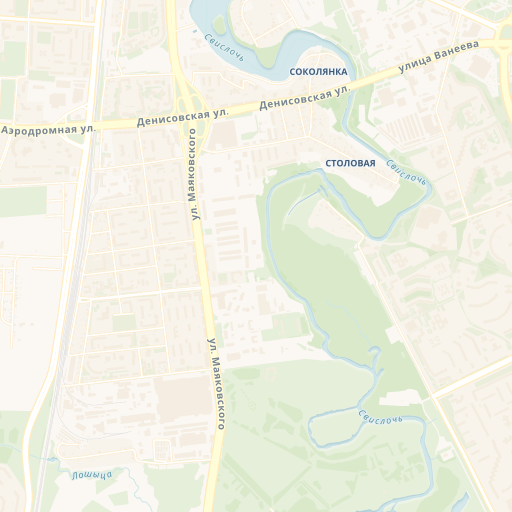 Свислочь
СОКОЛЯНКА
улица Ванеева
Денисовская ул.
Денисовская ул.
Аэродромная ул.
СТОЛОВАЯ
Свислочь
ул. Маяковского
ул. Маяковского
Свислочь
Лошыца